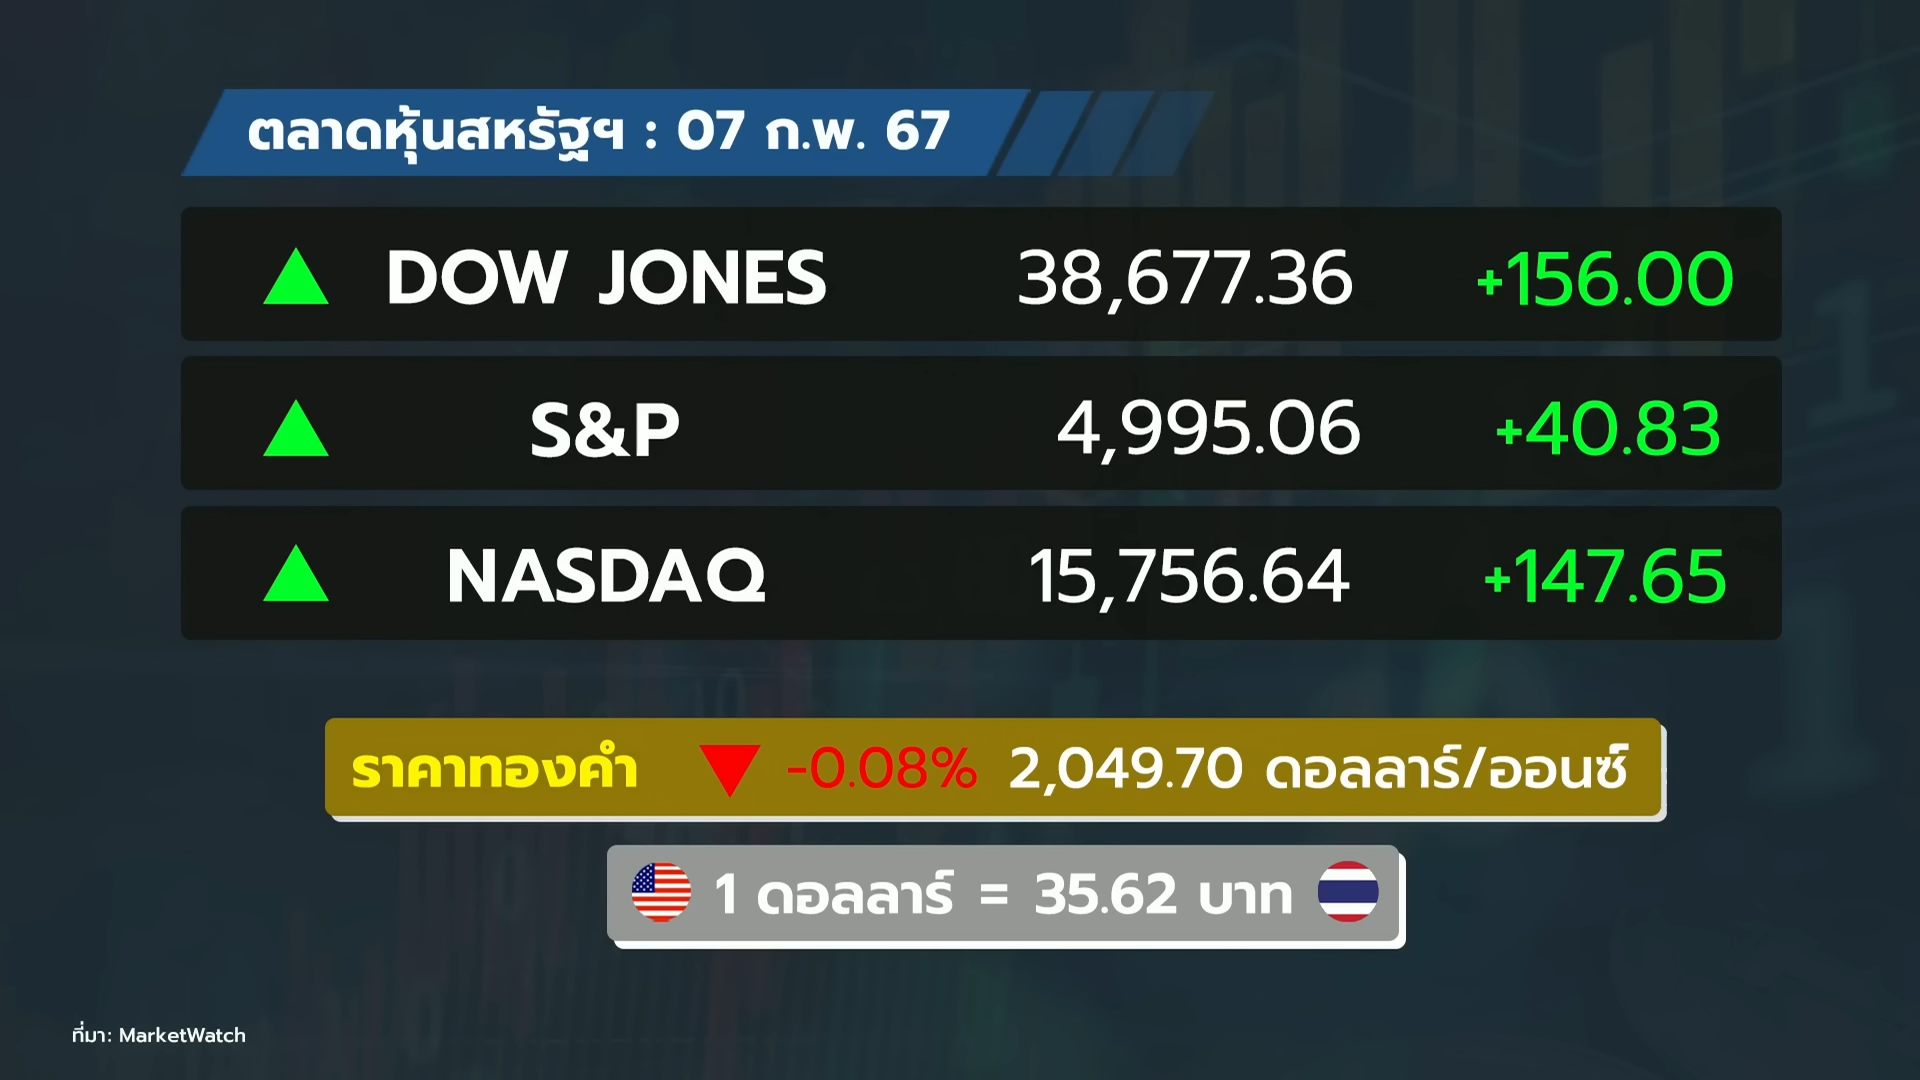 ตลาดหุ้นสหรัฐฯ : 07 ก.พ. 67
DOW JONES 38,677.36 +156.00
S&P 4,995.06 +40.83
NASDAQ 15,756.64 +147.65
ราคาทองคำ -0.08% 2,049.70 ดอลลาร์/ออนซ์
1 ดอลลาร์ = 35.62 บาท
ที่มา: MarketWatch